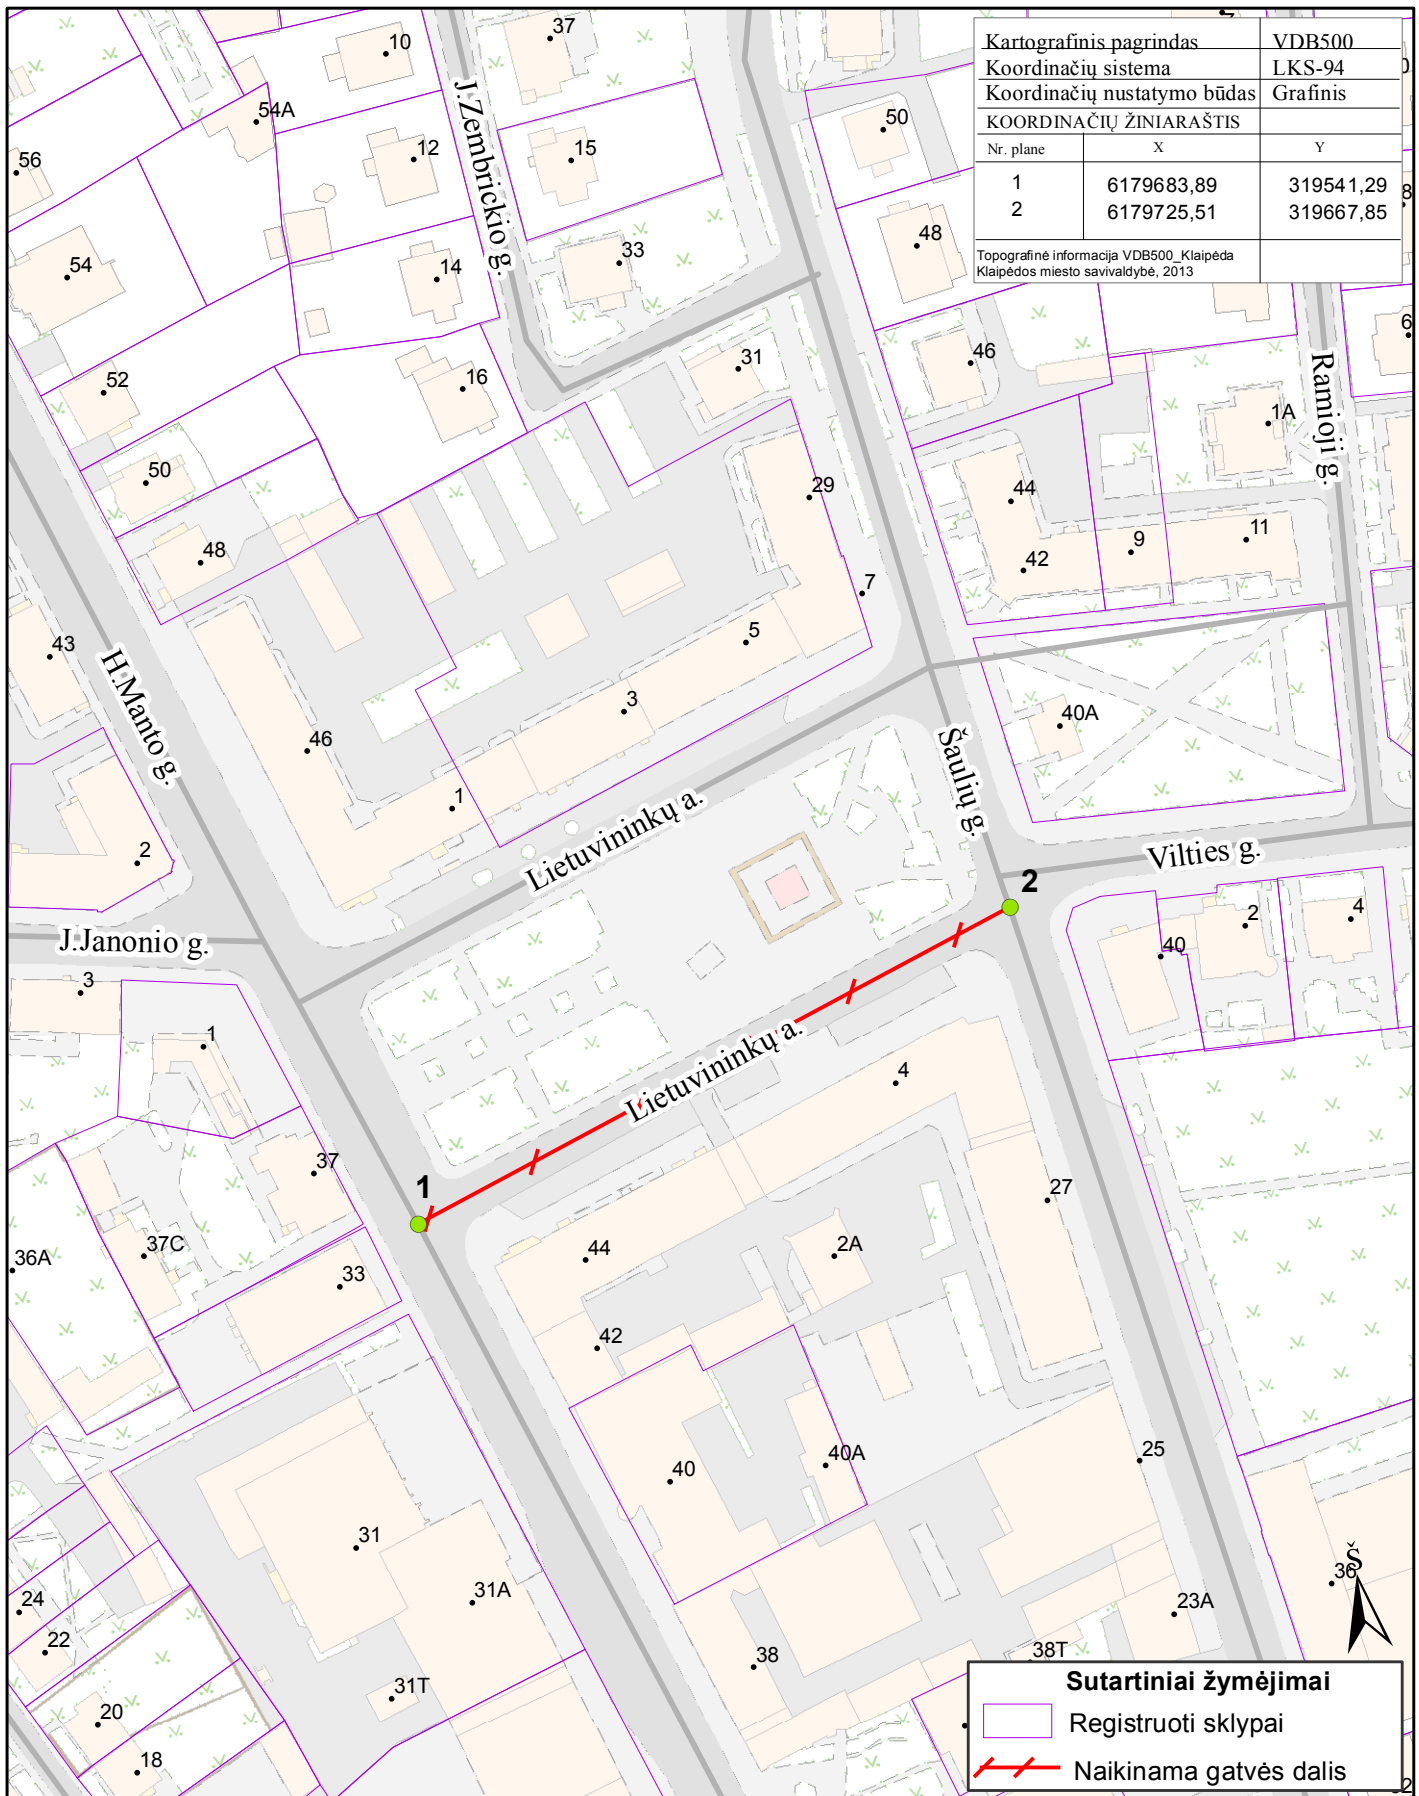 Kartografinis pagrindas VDB500
Koordinačių sistema LKS-94
Koordinačių nustatymo būdas Grafinis
KOORDINAČIŲ ŽINIARAŠTIS
Nr. plane X Y
1 6179683,89 319541,29
2 6179725,51 319667,85
Topografinė informacija VDB500_Klaipėda
Klaipėdos miesto savivaldybė, 2013
10
37
54A
50
12
15
56
J.Zembrickio g.
48
33
54
14
46
31
52
16
6
Ramioji g.
1A
50
29
44
48
11
9
42
7
43
5
H.Manto g.
3
40A
46
Šaulių g.
1
Lietuvininkų a.
2
Vilties g.
2
4
2
40
J.Janonio g.
3
1
Lietuvininkų a.
4
37
1
27
37C
44
2A
36A
33
42
25
40A
40
31
36
Š
31A
24
23A
22
38
38T
31T
20
18
Sutartiniai žymėjimai
Registruoti sklypai
Naikinama gatvės dalis